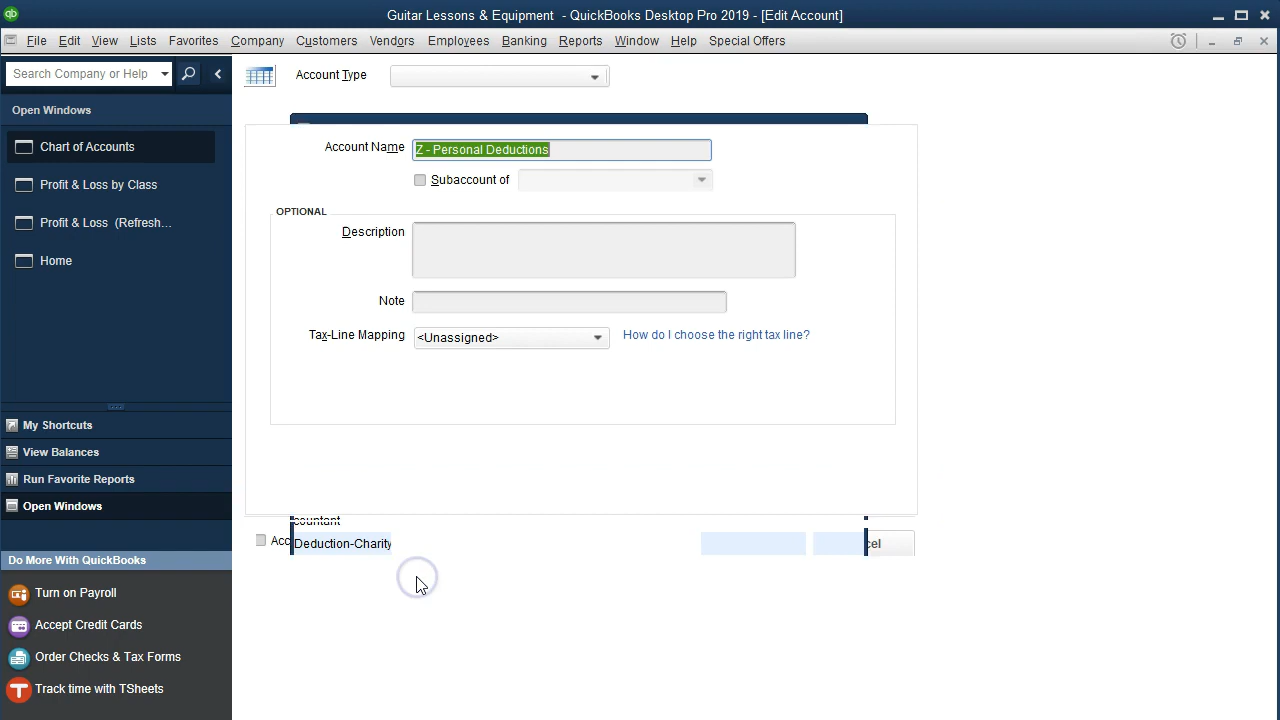 Guitar Lessons & Equipment - QuickBooks Desktop Pro 2019 - [Edit Account]
File Edit View Lists Favorites Company Customers Vendors Employees Banking Reports Window Help Special Offers
Search Company or Help
Account Type
Open Windows
Chart of Accounts
Profit & Loss by Class
Profit & Loss (Refresh...
Home
Account Name Z - Personal Deductions
Subaccount of
OPTIONAL
Description
Note
Tax-Line Mapping <Unassigned> How do I choose the right tax line?
My Shortcuts
View Balances
Run Favorite Reports
Open Windows
countant
Acc Deduction-Charity cel
Do More With QuickBooks
Turn on Payroll
Accept Credit Cards
Order Checks & Tax Forms
Track time with TSheets